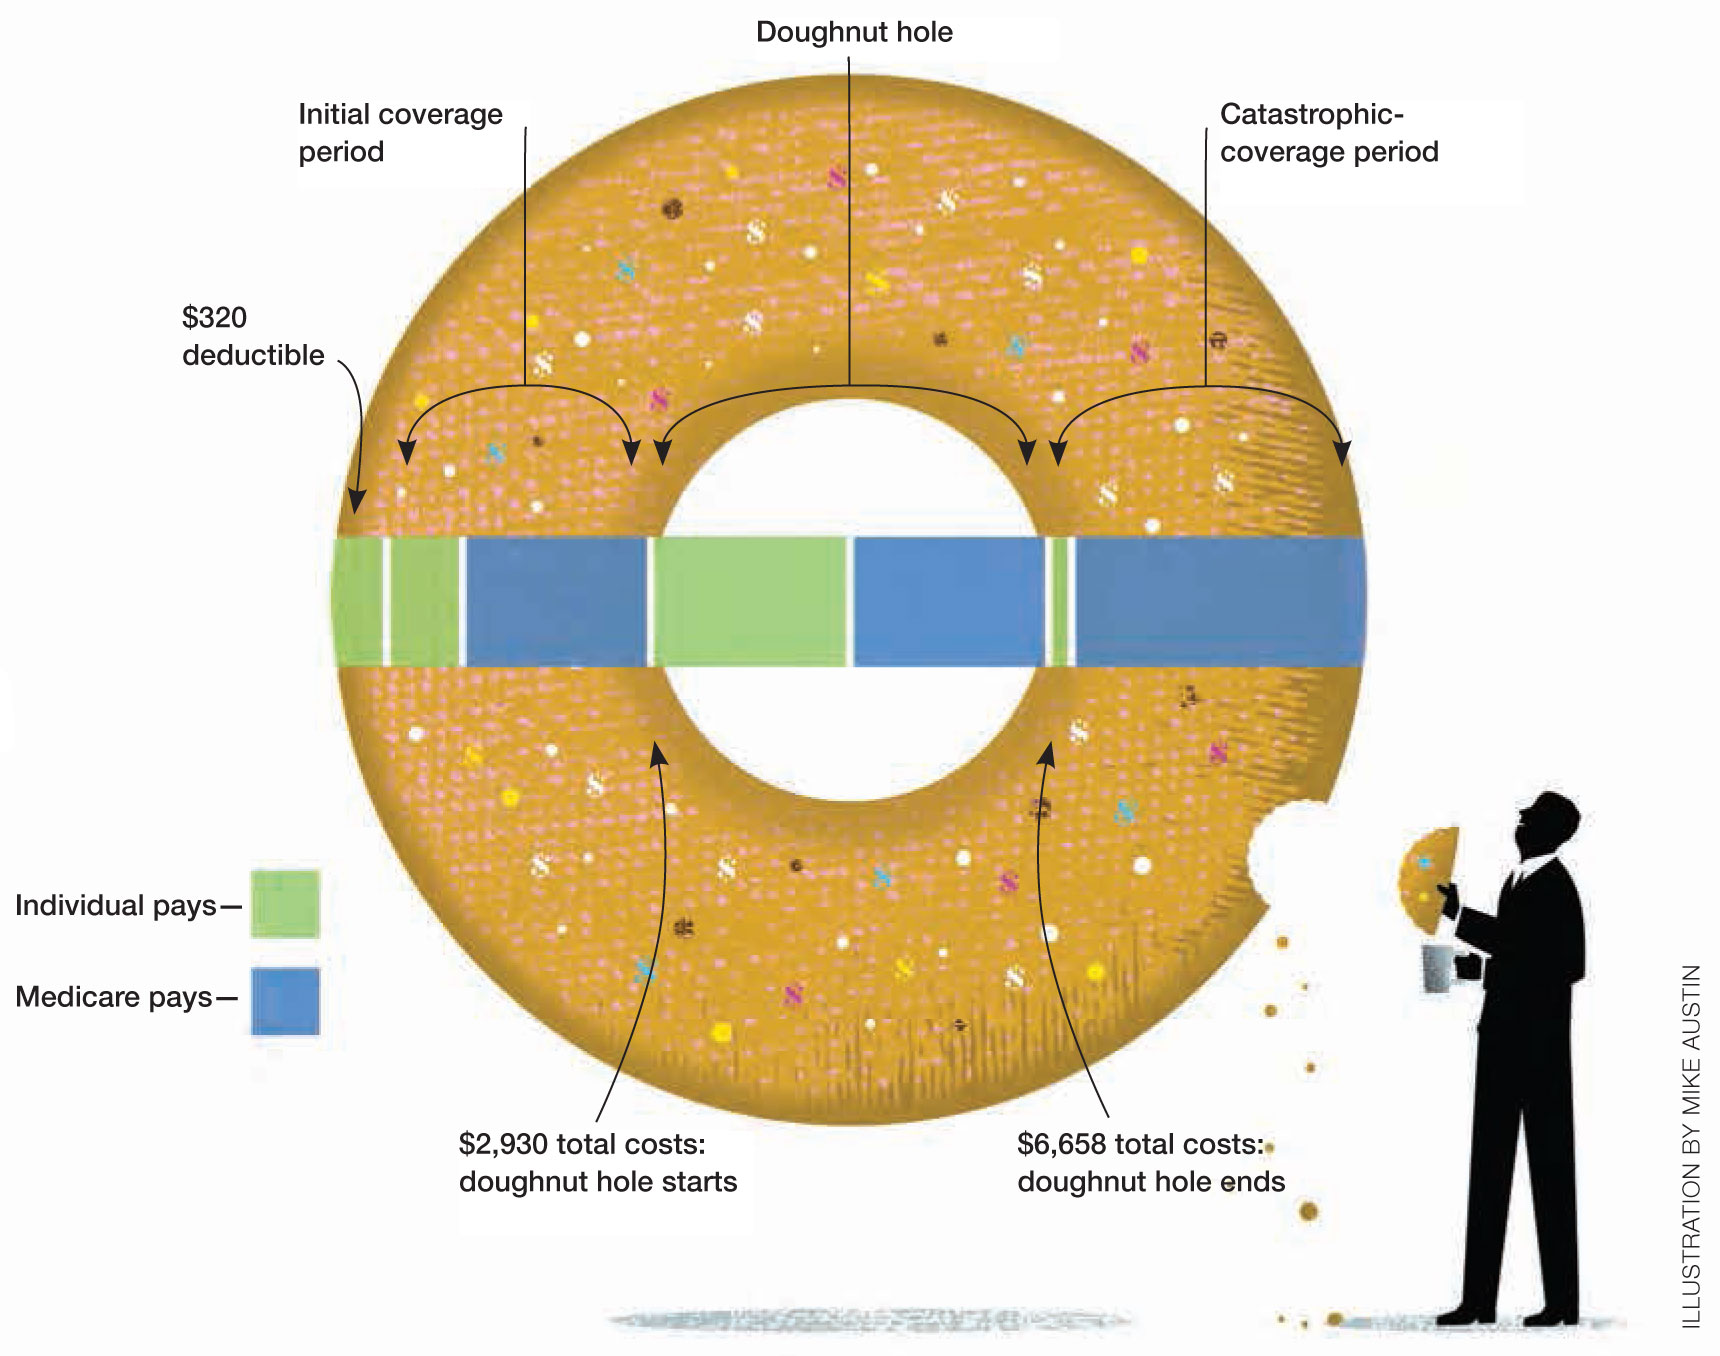 Doughnut hole
Initial coverage
period
Catastrophic-
coverage period
$320
deductible
Individual pays
Medicare pays
$2,930 total costs:
doughnut hole starts
$6,658 total costs:
doughnut hole ends
ILLUSTRATION BY MIKE AUSTIN